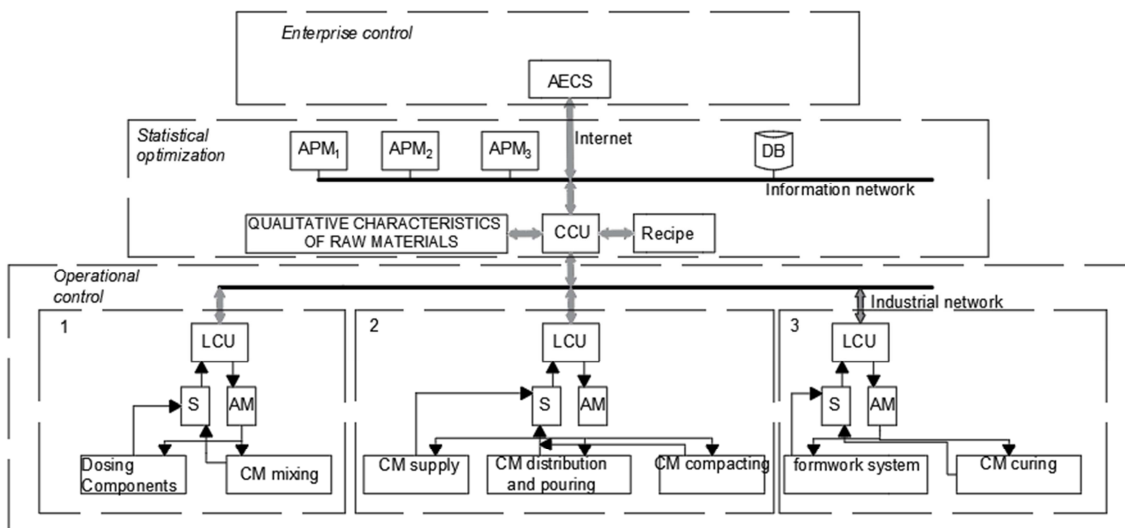 Enterprise control
AECS
Statistical
optimization
APM1
APM2
APM3
Internet
DB
Information network
QUALITATIVE CHARACTERISTICS
OF RAW MATERIALS
CCU
Recipe
Operational
control
Industrial network
1
LCU
S
AM
Dosing
Components
CM mixing
2
LCU
S
AM
CM supply
CM distribution
and pouring
CM compacting
3
LCU
S
AM
formwork system
CM curing